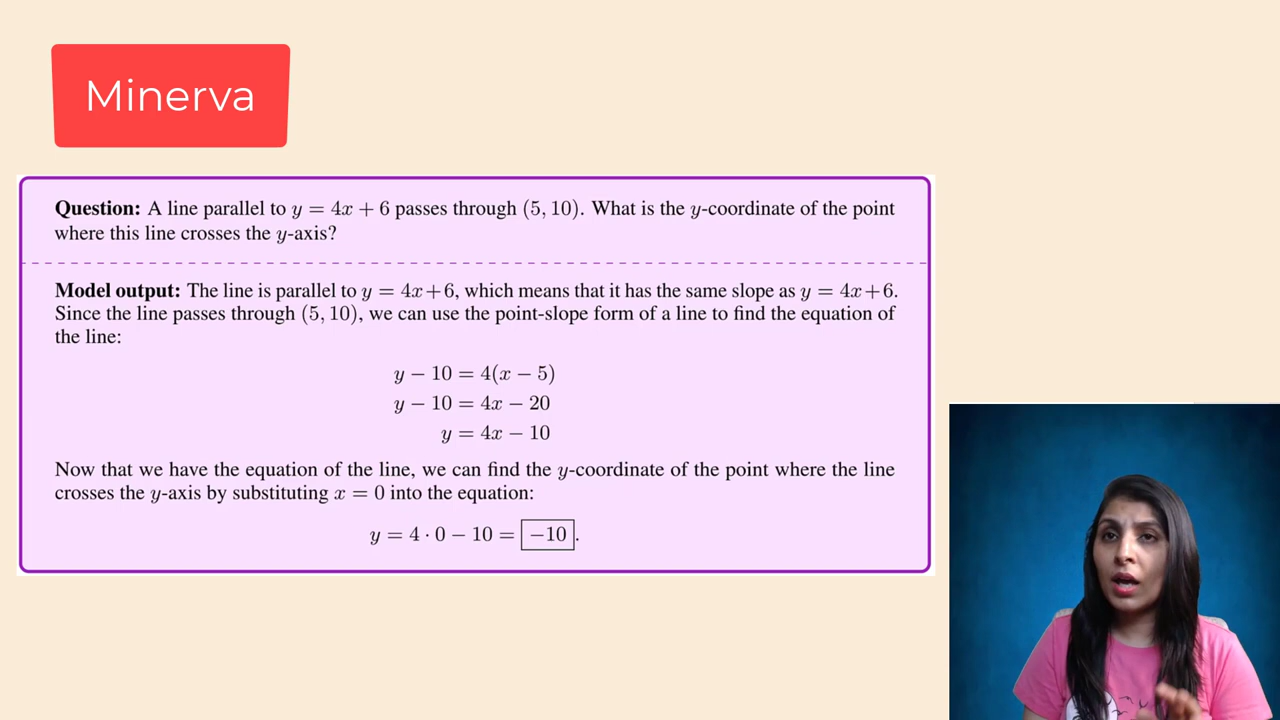 Minerva
Question: A line parallel to y = 4x + 6 passes through (5, 10). What is the y-coordinate of the point
where this line crosses the y-axis?
Model output: The line is parallel to y = 4x+6, which means that it has the same slope as y = 4x+6.
Since the line passes through (5, 10), we can use the point-slope form of a line to find the equation of
the line:
y − 10 = 4(x − 5)
y − 10 = 4x − 20
y = 4x − 10
Now that we have the equation of the line, we can find the y-coordinate of the point where the line
crosses the y-axis by substituting x = 0 into the equation:
y = 4 · 0 − 10 = −10.